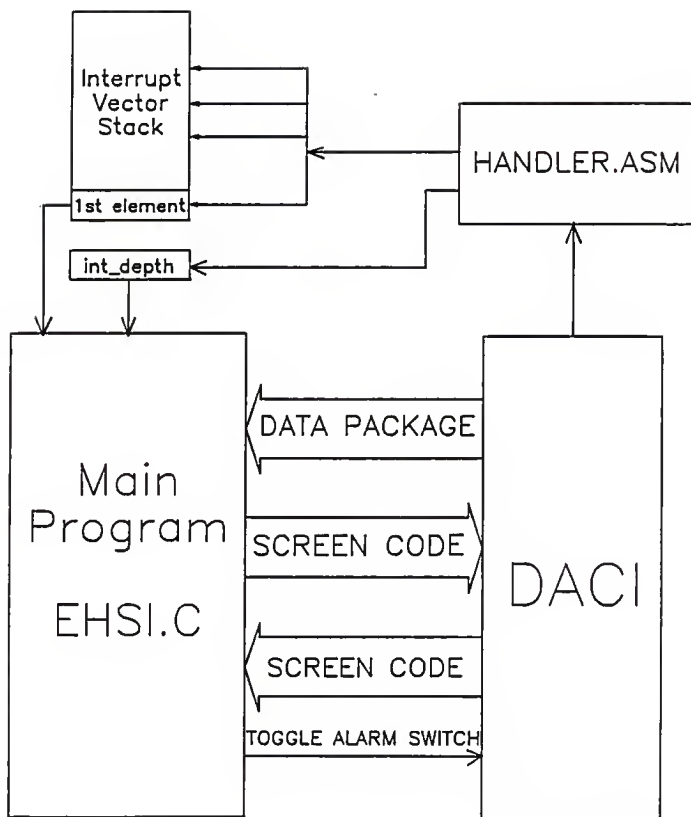 Interrupt
Vector
Stack
1st element
int_depth
HANDLER.ASM
DATA PACKAGE
Main
Program
EHSI.C
SCREEN CODE
DACI
SCREEN CODE
TOGGLE ALARM SWITCH